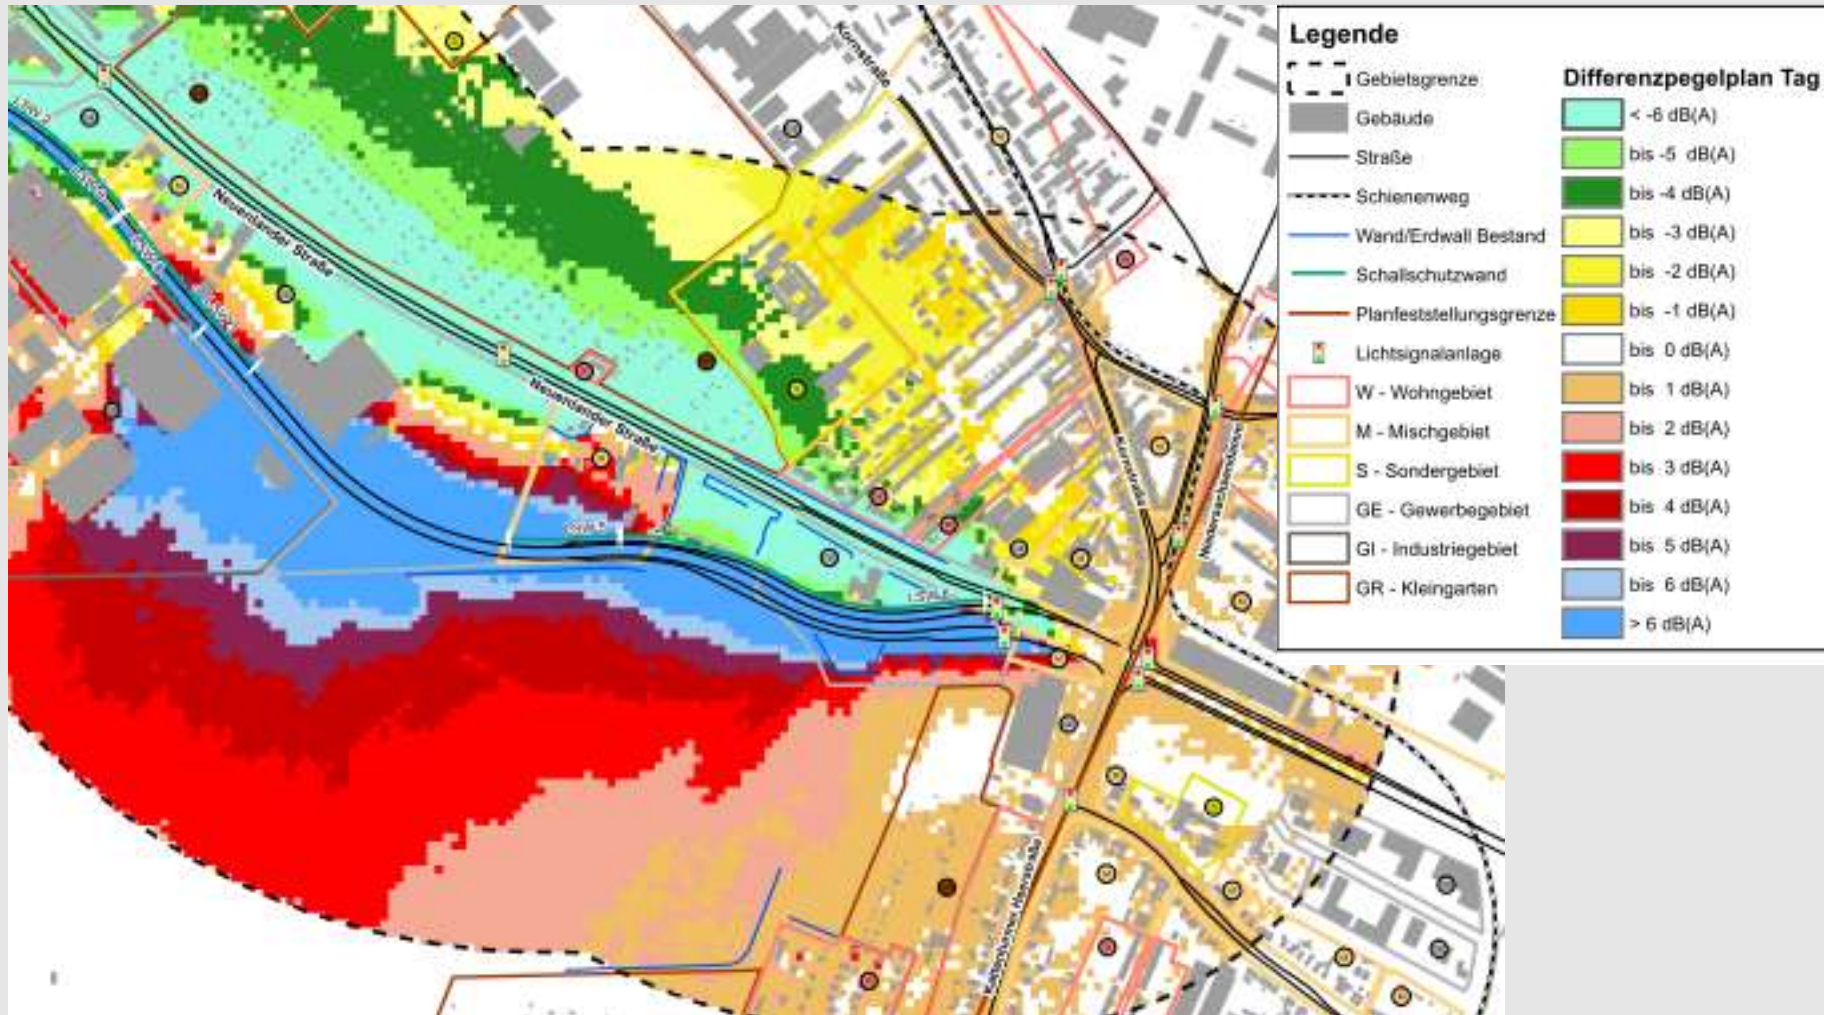 Legende
Gebietsgrenze
Gebäude
Straße
Schienenweg
Wand/Erdwall Bestand
Schallschutzwand
Planfeststellungsgrenze
Lichtsignalanlage
W - Wohngebiet
M - Mischgebiet
S - Sondergebiet
GE - Gewerbegebiet
GI - Industriegebiet
GR - Kleingarten
Differenzpegelplan Tag
< -6 dB(A)
bis -5 dB(A)
bis -4 dB(A)
bis -3 dB(A)
bis -2 dB(A)
bis -1 dB(A)
bis 0 dB(A)
bis 1 dB(A)
bis 2 dB(A)
bis 3 dB(A)
bis 4 dB(A)
bis 5 dB(A)
bis 6 dB(A)
> 6 dB(A)
Kornstraße
Neuenlander Straße
Neuenlander Straße
Kornstraße
Kattenturmer Heerstraße